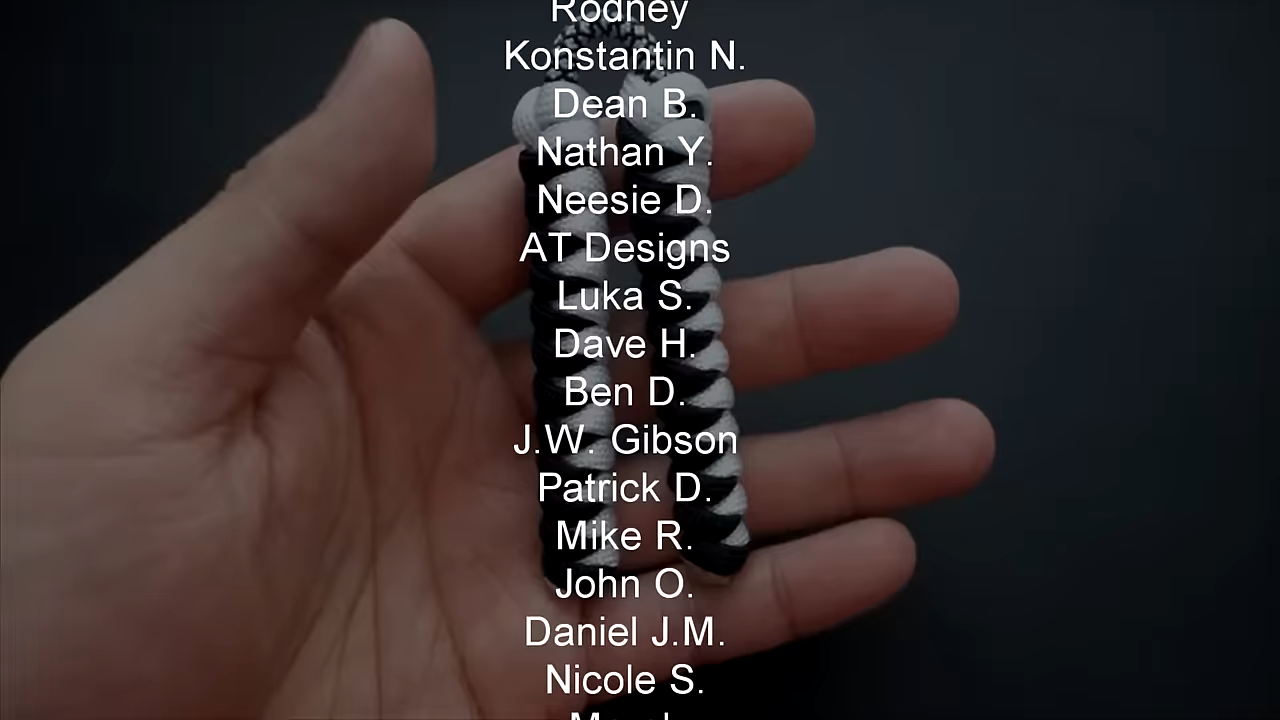 Rodney
Konstantin N.
Dean B.
Nathan Y.
Neesie D.
AT Designs
Luka S.
Dave H.
Ben D.
J.W. Gibson
Patrick D.
Mike R.
John O.
Daniel J.M.
Nicole S.